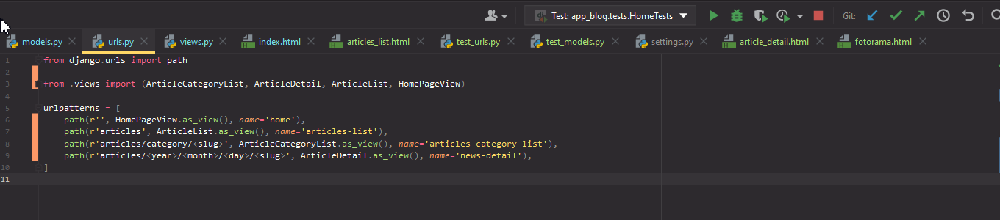 Test: app_blog.tests.HomeTests Git:
models.py urls.py views.py index.html articles_list.html test_urls.py test_models.py settings.py article_detail.html fotorama.html
1 from django.urls import path
2
3 from .views import (ArticleCategoryList, ArticleDetail, ArticleList, HomePageView)
4
5 urlpatterns = [
6 path(r'', HomePageView.as_view(), name='home'),
7 path(r'articles', ArticleList.as_view(), name='articles-list'),
8 path(r'articles/category/<slug>', ArticleCategoryList.as_view(), name='articles-category-list'),
9 path(r'articles/<year>/<month>/<day>/<slug>', ArticleDetail.as_view(), name='news-detail'),
10 ]
11